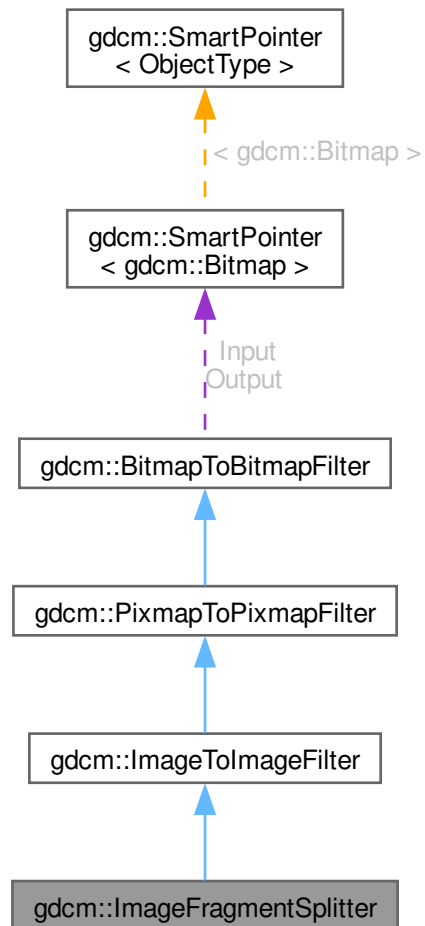 gdcm::SmartPointer
< ObjectType >
< gdcm::Bitmap >
gdcm::SmartPointer
< gdcm::Bitmap >
Input
Output
gdcm::BitmapToBitmapFilter
gdcm::PixmapToPixmapFilter
gdcm::ImageToImageFilter
gdcm::ImageFragmentSplitter